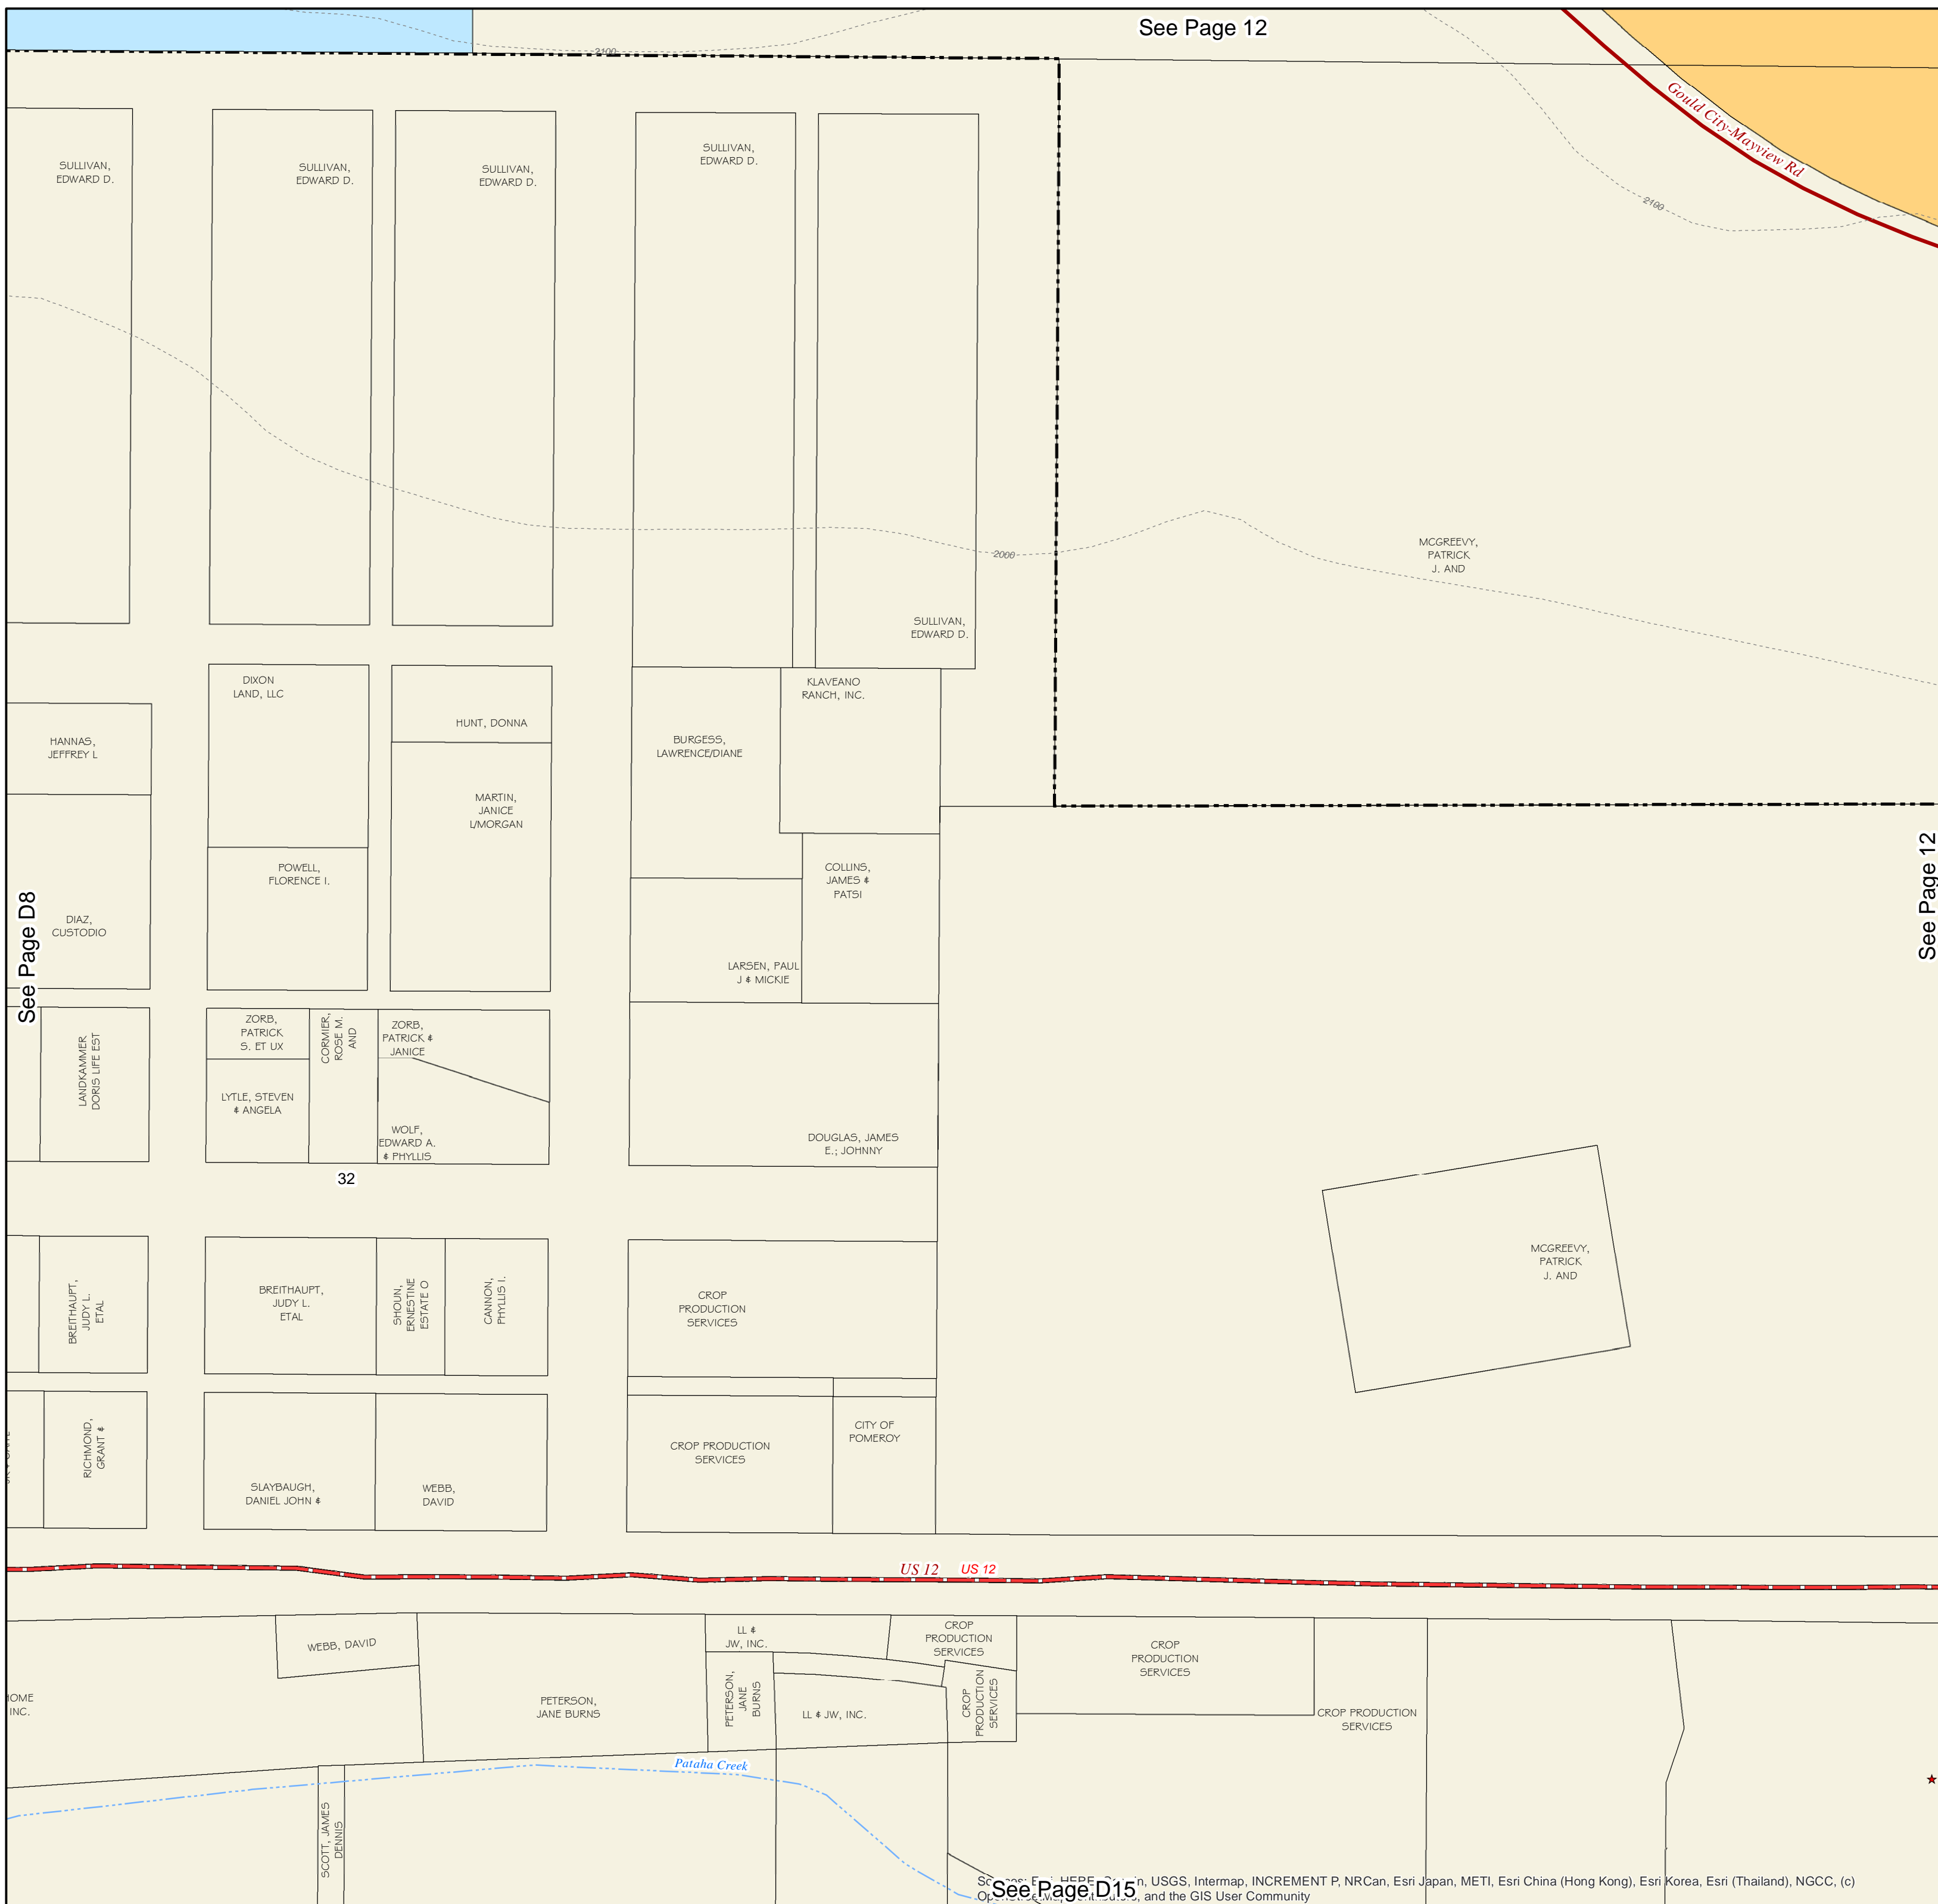 See Page 12
2100
Gould City-Mayview Rd
SULLIVAN,
EDWARD D.
SULLIVAN,
EDWARD D.
SULLIVAN,
EDWARD D.
SULLIVAN,
EDWARD D.
2100
2000
MCGREEVY,
PATRICK
J. AND
SULLIVAN,
EDWARD D.
DIXON
LAND, LLC
HUNT, DONNA
KLAVEANO
RANCH, INC.
HANNAS,
JEFFREY L
BURGESS,
LAWRENCE/DIANE
MARTIN,
JANICE
L/MORGAN
POWELL,
FLORENCE I.
COLLINS,
JAMES &
PATSI
See Page 12
See Page D8
DIAZ,
CUSTODIO
LARSEN, PAUL
J & MICKIE
LANDKAMMER
DORIS LIFE EST
ZORB,
PATRICK
S. ET UX
CORMIER,
ROSE M.
AND
ZORB,
PATRICK &
JANICE
LYTLE, STEVEN
& ANGELA
WOLF,
EDWARD A.
& PHYLLIS
DOUGLAS, JAMES
E.; JOHNNY
32
MCGREEVY,
PATRICK
J. AND
BREITHAUPT,
JUDY L.
ETAL
BREITHAUPT,
JUDY L.
ETAL
SHOUN,
ERNESTINE
ESTATE O
CANNON,
PHYLLIS I.
CROP
PRODUCTION
SERVICES
RICHMOND,
GRANT &
SLAYBAUGH,
DANIEL JOHN &
WEBB,
DAVID
CROP PRODUCTION
SERVICES
CITY OF
POMEROY
US 12
US 12
WEBB, DAVID
LL &
JW, INC.
CROP
PRODUCTION
SERVICES
CROP
PRODUCTION
SERVICES
HOME
INC.
PETERSON,
JANE BURNS
PETERSON,
JANE
BURNS
LL & JW, INC.
CROP
PRODUCTION
SERVICES
CROP PRODUCTION
SERVICES
Pataha Creek
SCOTT, JAMES
DENNIS
See Page D15
USGS, Intermap, INCREMENT P, NRCan, Esri Japan, METI, Esri China (Hong Kong), Esri Korea, Esri (Thailand), NGCC, (c)
and the GIS User Community